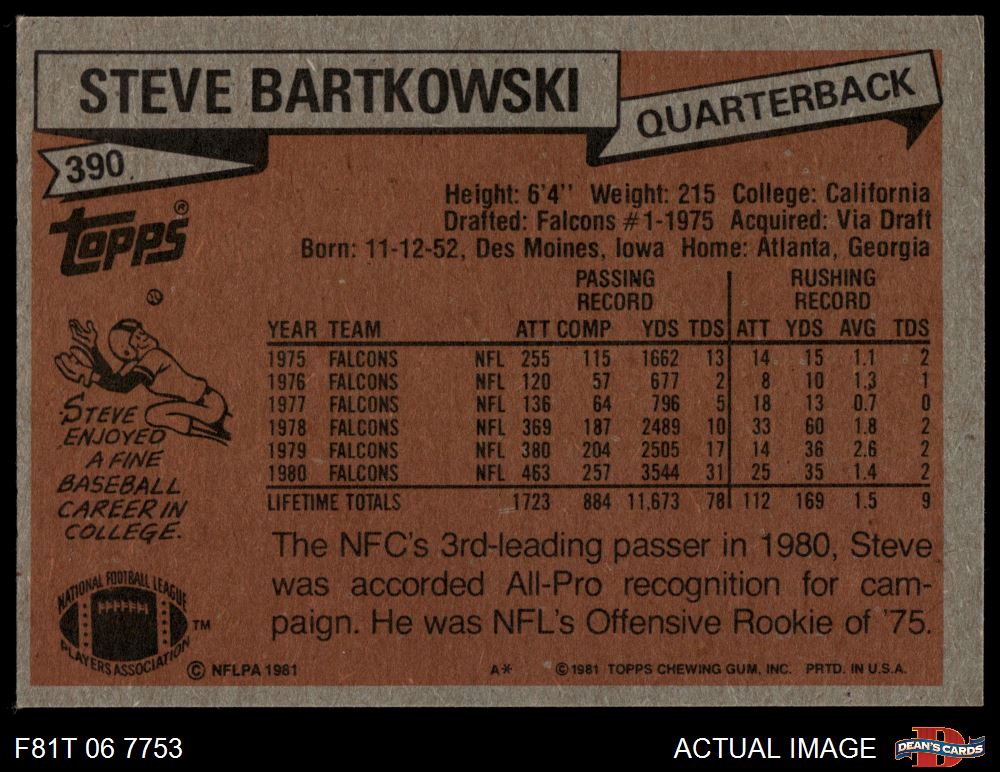 STEVE BARTKOWSKI
QUARTERBACK
390
TOPPS®
Height: 6'4'' Weight: 215 College: California
Drafted: Falcons #1-1975 Acquired: Via Draft
Born: 11-12-52, Des Moines, Iowa Home: Atlanta, Georgia
PASSING RECORD RUSHING RECORD
YEAR TEAM ATT COMP YDS TDS ATT YDS AVG TDS
1975 FALCONS NFL 255 115 1662 13 14 15 1.1 2
1976 FALCONS NFL 120 57 677 2 8 10 1.3 1
1977 FALCONS NFL 136 64 796 5 18 13 0.7 0
1978 FALCONS NFL 369 187 2489 10 33 60 1.8 2
1979 FALCONS NFL 380 204 2505 17 14 36 2.6 2
1980 FALCONS NFL 463 257 3544 31 25 35 1.4 2
LIFETIME TOTALS 1723 884 11,673 78 112 169 1.5 9
STEVE
ENJOYED
A FINE
BASEBALL
CAREER IN
COLLEGE.
The NFC's 3rd-leading passer in 1980, Steve
was accorded All-Pro recognition for cam-
paign. He was NFL's Offensive Rookie of '75.
NATIONAL FOOTBALL LEAGUE
PLAYERS ASSOCIATION
TM
© NFLPA 1981
A*
©1981 TOPPS CHEWING GUM, INC. PRTD. IN U.S.A.
F81T 06 7753
ACTUAL IMAGE
D
DEAN'S CARDS